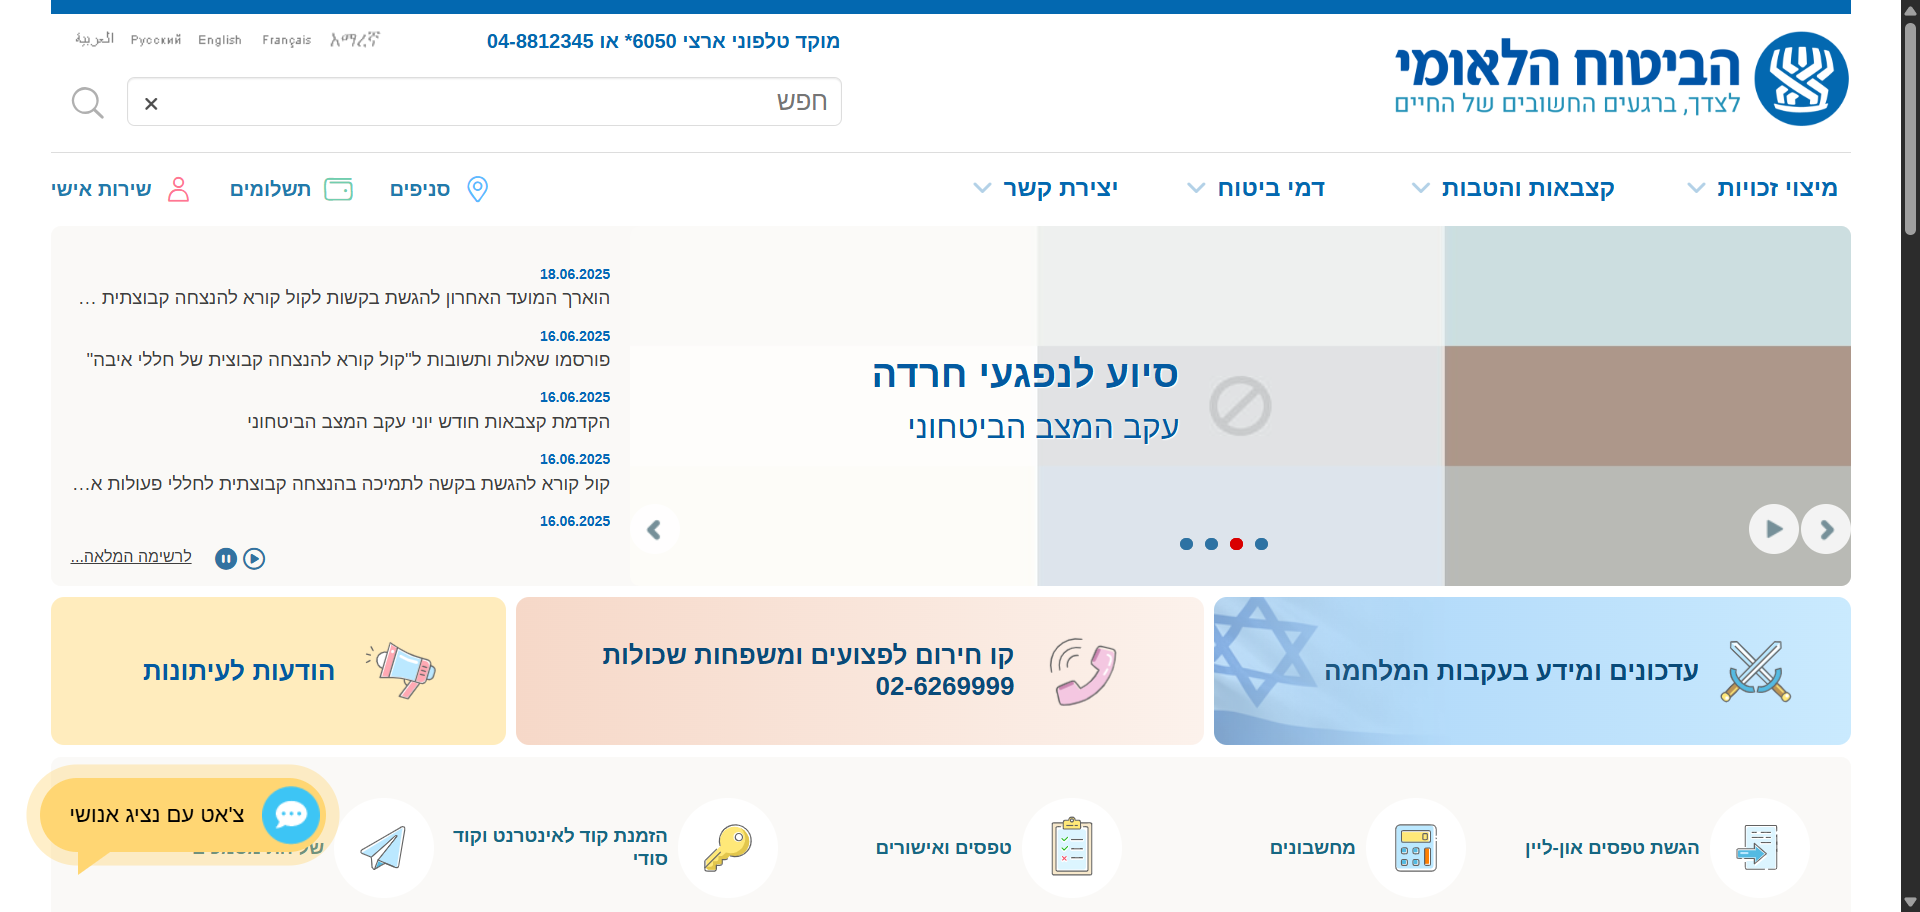 מוקד טלפוני ארצי 6050* או 04-8812345
አማረኛ
Français
English
Русский
العربية
הביטוח הלאומי
לצדך, ברגעים החשובים של החיים
חפש
מיצוי זכויות
קצבאות והטבות
דמי ביטוח
יצירת קשר
סניפים
תשלומים
שירות אישי
סיוע לנפגעי חרדה
עקב המצב הביטחוני
18.06.2025
הוארך המועד האחרון להגשת בקשות לקול קורא להנצחה קבוצתית ...
16.06.2025
פורסמו שאלות ותשובות ל"קול קורא להנצחה קבוצית של חללי איבה"
16.06.2025
הקדמת קצבאות חודש יוני עקב המצב הביטחוני
16.06.2025
קול קורא להגשת בקשה לתמיכה בהנצחה קבוצתית לחללי פעולות א...
16.06.2025
לרשימה המלאה...
עדכונים ומידע בעקבות המלחמה
קו חירום לפצועים ומשפחות שכולות
02-6269999
הודעות לעיתונות
הגשת טפסים און-ליין
מחשבונים
טפסים ואישורים
הזמנת קוד לאינטרנט וקוד
סודי
צ'אט עם נציג אנושי